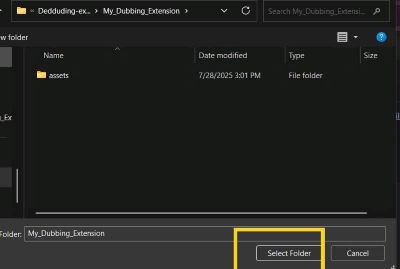 « Dedduding-ex... > My_Dubbing_Extension >
Search My_Dubbing_Extensi...
ew folder
Name
Date modified
Type
Size
assets
7/28/2025 3:01 PM
File folder
g_Ex
Folder:
My_Dubbing_Extension
Select Folder
Cancel